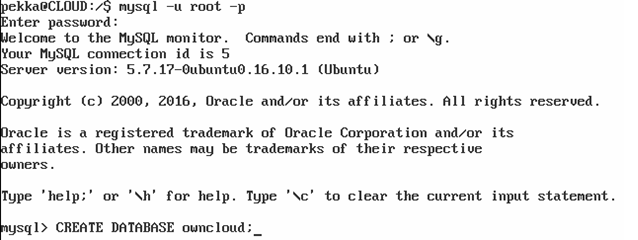 pekka@CLOUD:/$ mysql -u root -p
Enter password:
Welcome to the MySQL monitor.  Commands end with ; or \g.
Your MySQL connection id is 5
Server version: 5.7.17-0ubuntu0.16.10.1 (Ubuntu)
Copyright (c) 2000, 2016, Oracle and/or its affiliates. All rights reserved.
Oracle is a registered trademark of Oracle Corporation and/or its
affiliates. Other names may be trademarks of their respective
owners.
Type 'help;' or '\h' for help. Type '\c' to clear the current input statement.
mysql> CREATE DATABASE owncloud;_